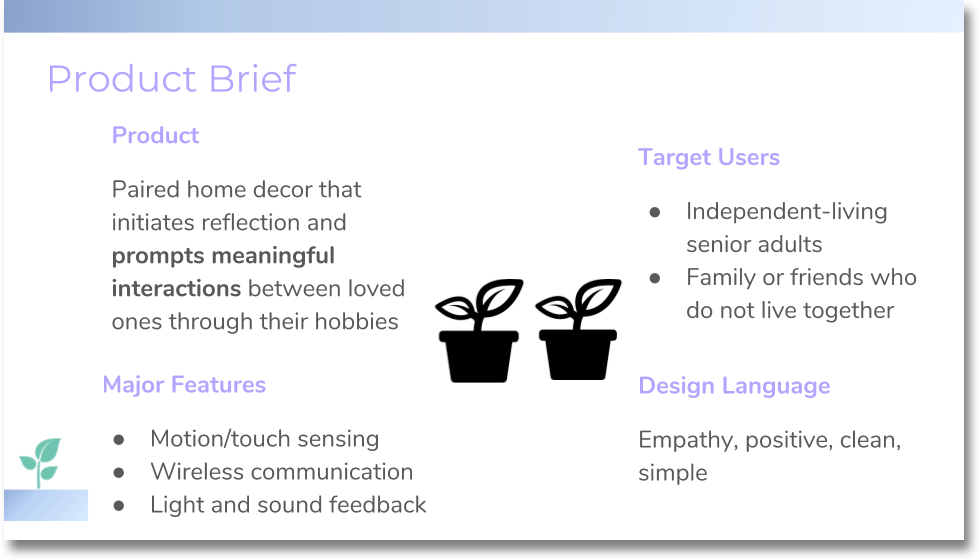 Product Brief
Product
Paired home decor that
initiates reflection and
prompts meaningful
interactions between loved
ones through their hobbies
Major Features
● Motion/touch sensing
● Wireless communication
● Light and sound feedback
Target Users
● Independent-living
senior adults
● Family or friends who
do not live together
Design Language
Empathy, positive, clean,
simple